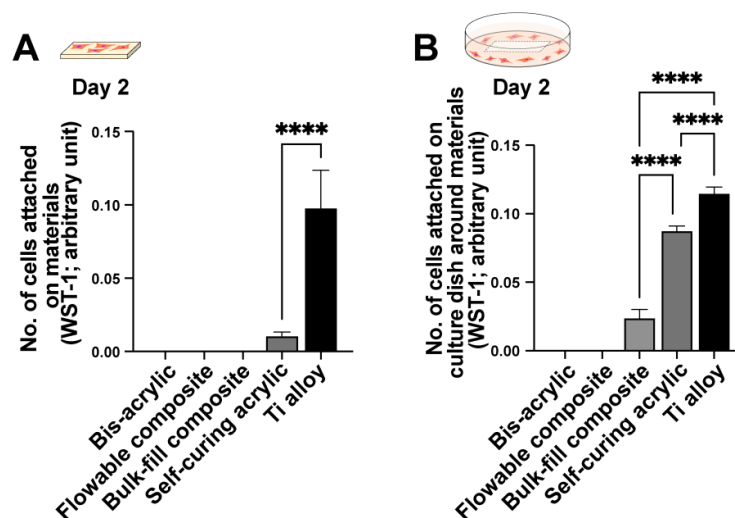 A
Day 2
No. of cells attached
on materials
(WST-1; arbitrary unit)
0.15
0.10
0.05
0.00
****
Bis-acrylic
Flowable composite
Bulk-fill composite
Self-curing acrylic
Ti alloy
B
Day 2
No. of cells attached on
culture dish around materials
(WST-1; arbitrary unit)
0.15
0.10
0.05
0.00
****
****
****
Bis-acrylic
Flowable composite
Bulk-fill composite
Self-curing acrylic
Ti alloy